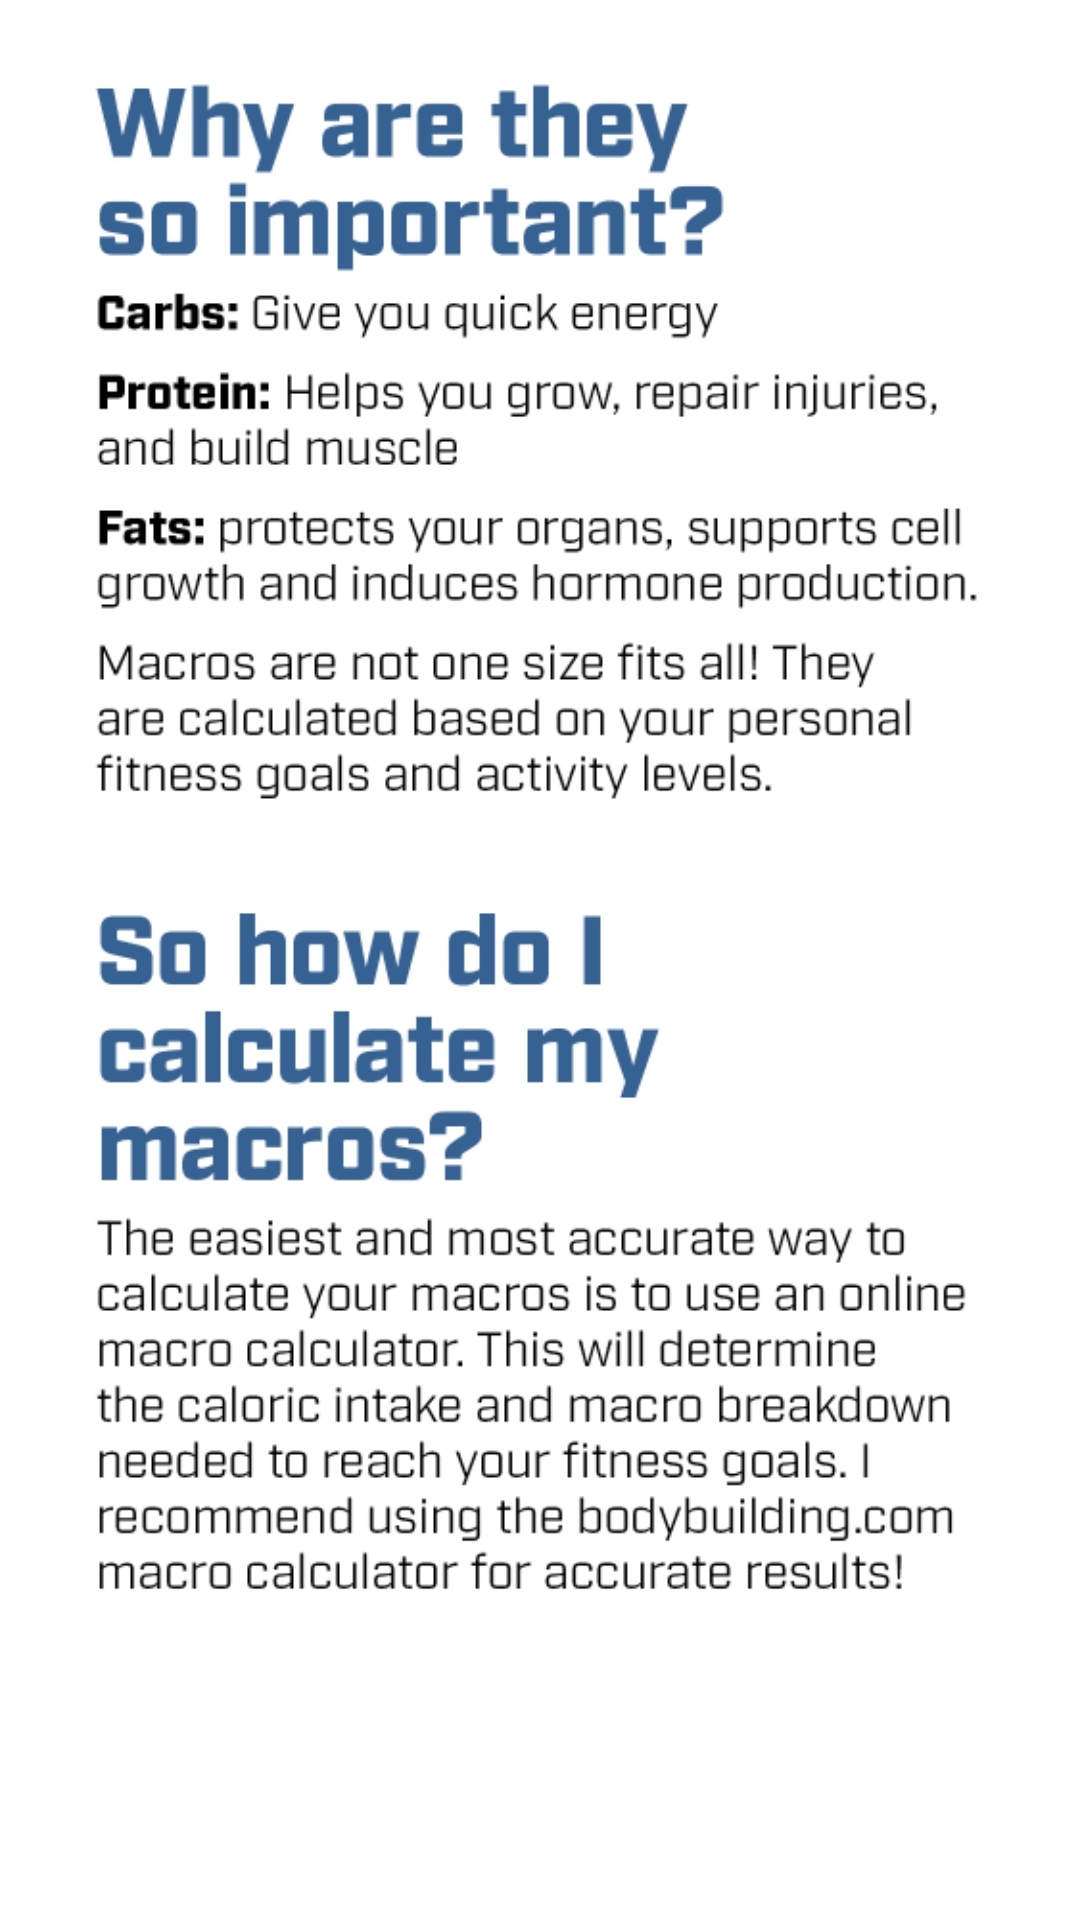 Why are they
so important?
Carbs: Give you quick energy
Protein: Helps you grow, repair injuries,
and build muscle
Fats: protects your organs, supports cell
growth and induces hormone production.
Macros are not one size fits all! They
are calculated based on your personal
fitness goals and activity levels.
So how do I
calculate my
macros?
The easiest and most accurate way to
calculate your macros is to use an online
macro calculator. This will determine
the caloric intake and macro breakdown
needed to reach your fitness goals. I
recommend using the bodybuilding.com
macro calculator for accurate results!